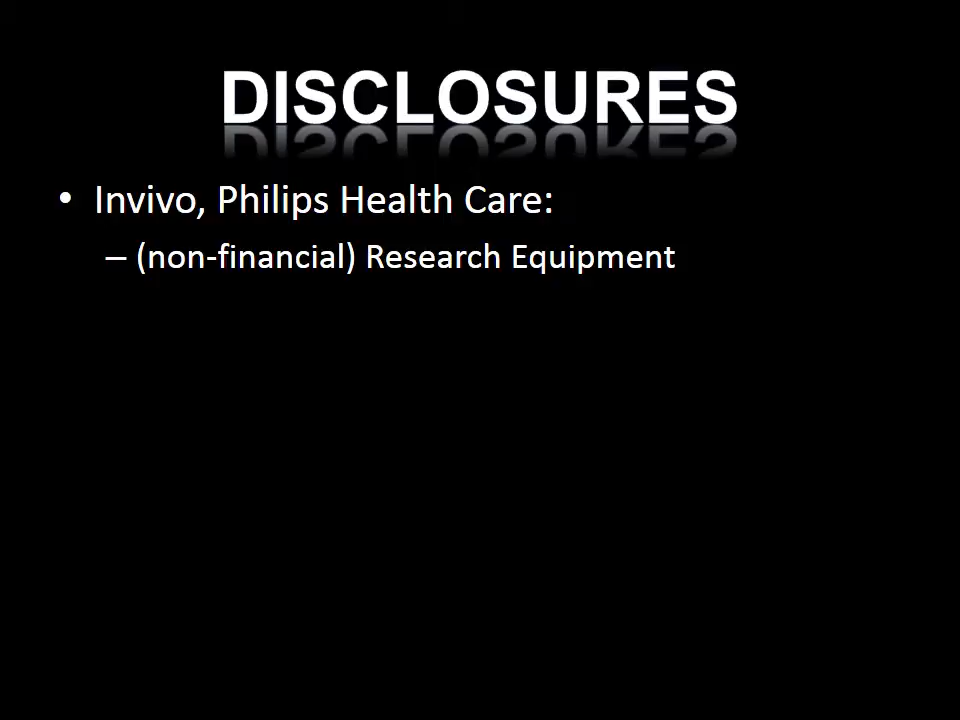 DISCLOSURES
• Invivo, Philips Health Care:
– (non-financial) Research Equipment